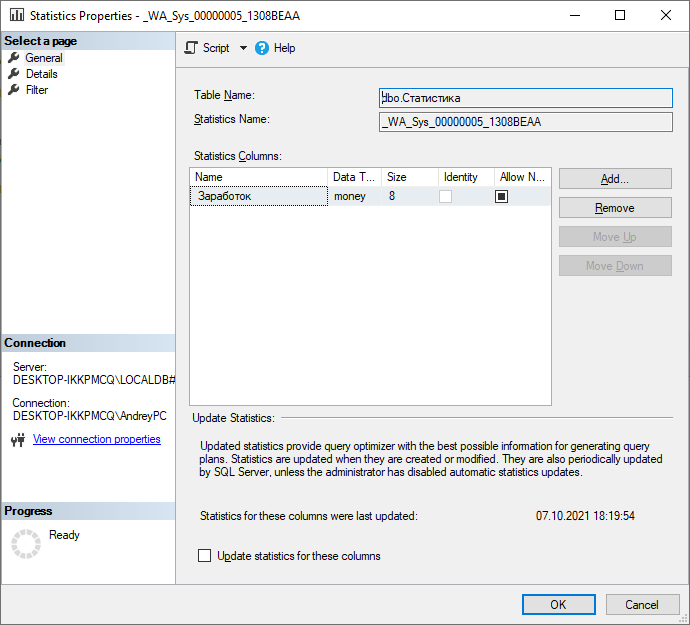 Statistics Properties - _WA_Sys_00000005_1308BEAA
Select a page
General
Details
Filter
Script
Help
Table Name:
dbo.Статистика
Statistics Name:
_WA_Sys_00000005_1308BEAA
Statistics Columns:
Name Data T... Size Identity Allow N...
Заработок money 8
Add...
Remove
Move Up
Move Down
Connection
Server:
DESKTOP-IKKPMCQ\LOCALDB#
Connection:
DESKTOP-IKKPMCQ\AndreyPC
View connection properties
Update Statistics:
Updated statistics provide query optimizer with the best possible information for generating query
plans. Statistics are updated when they are created or modified. They are also periodically updated
by SQL Server, unless the administrator has disabled automatic statistics updates.
Progress
Ready
Statistics for these columns were last updated: 07.10.2021 18:19:54
Update statistics for these columns
OK
Cancel